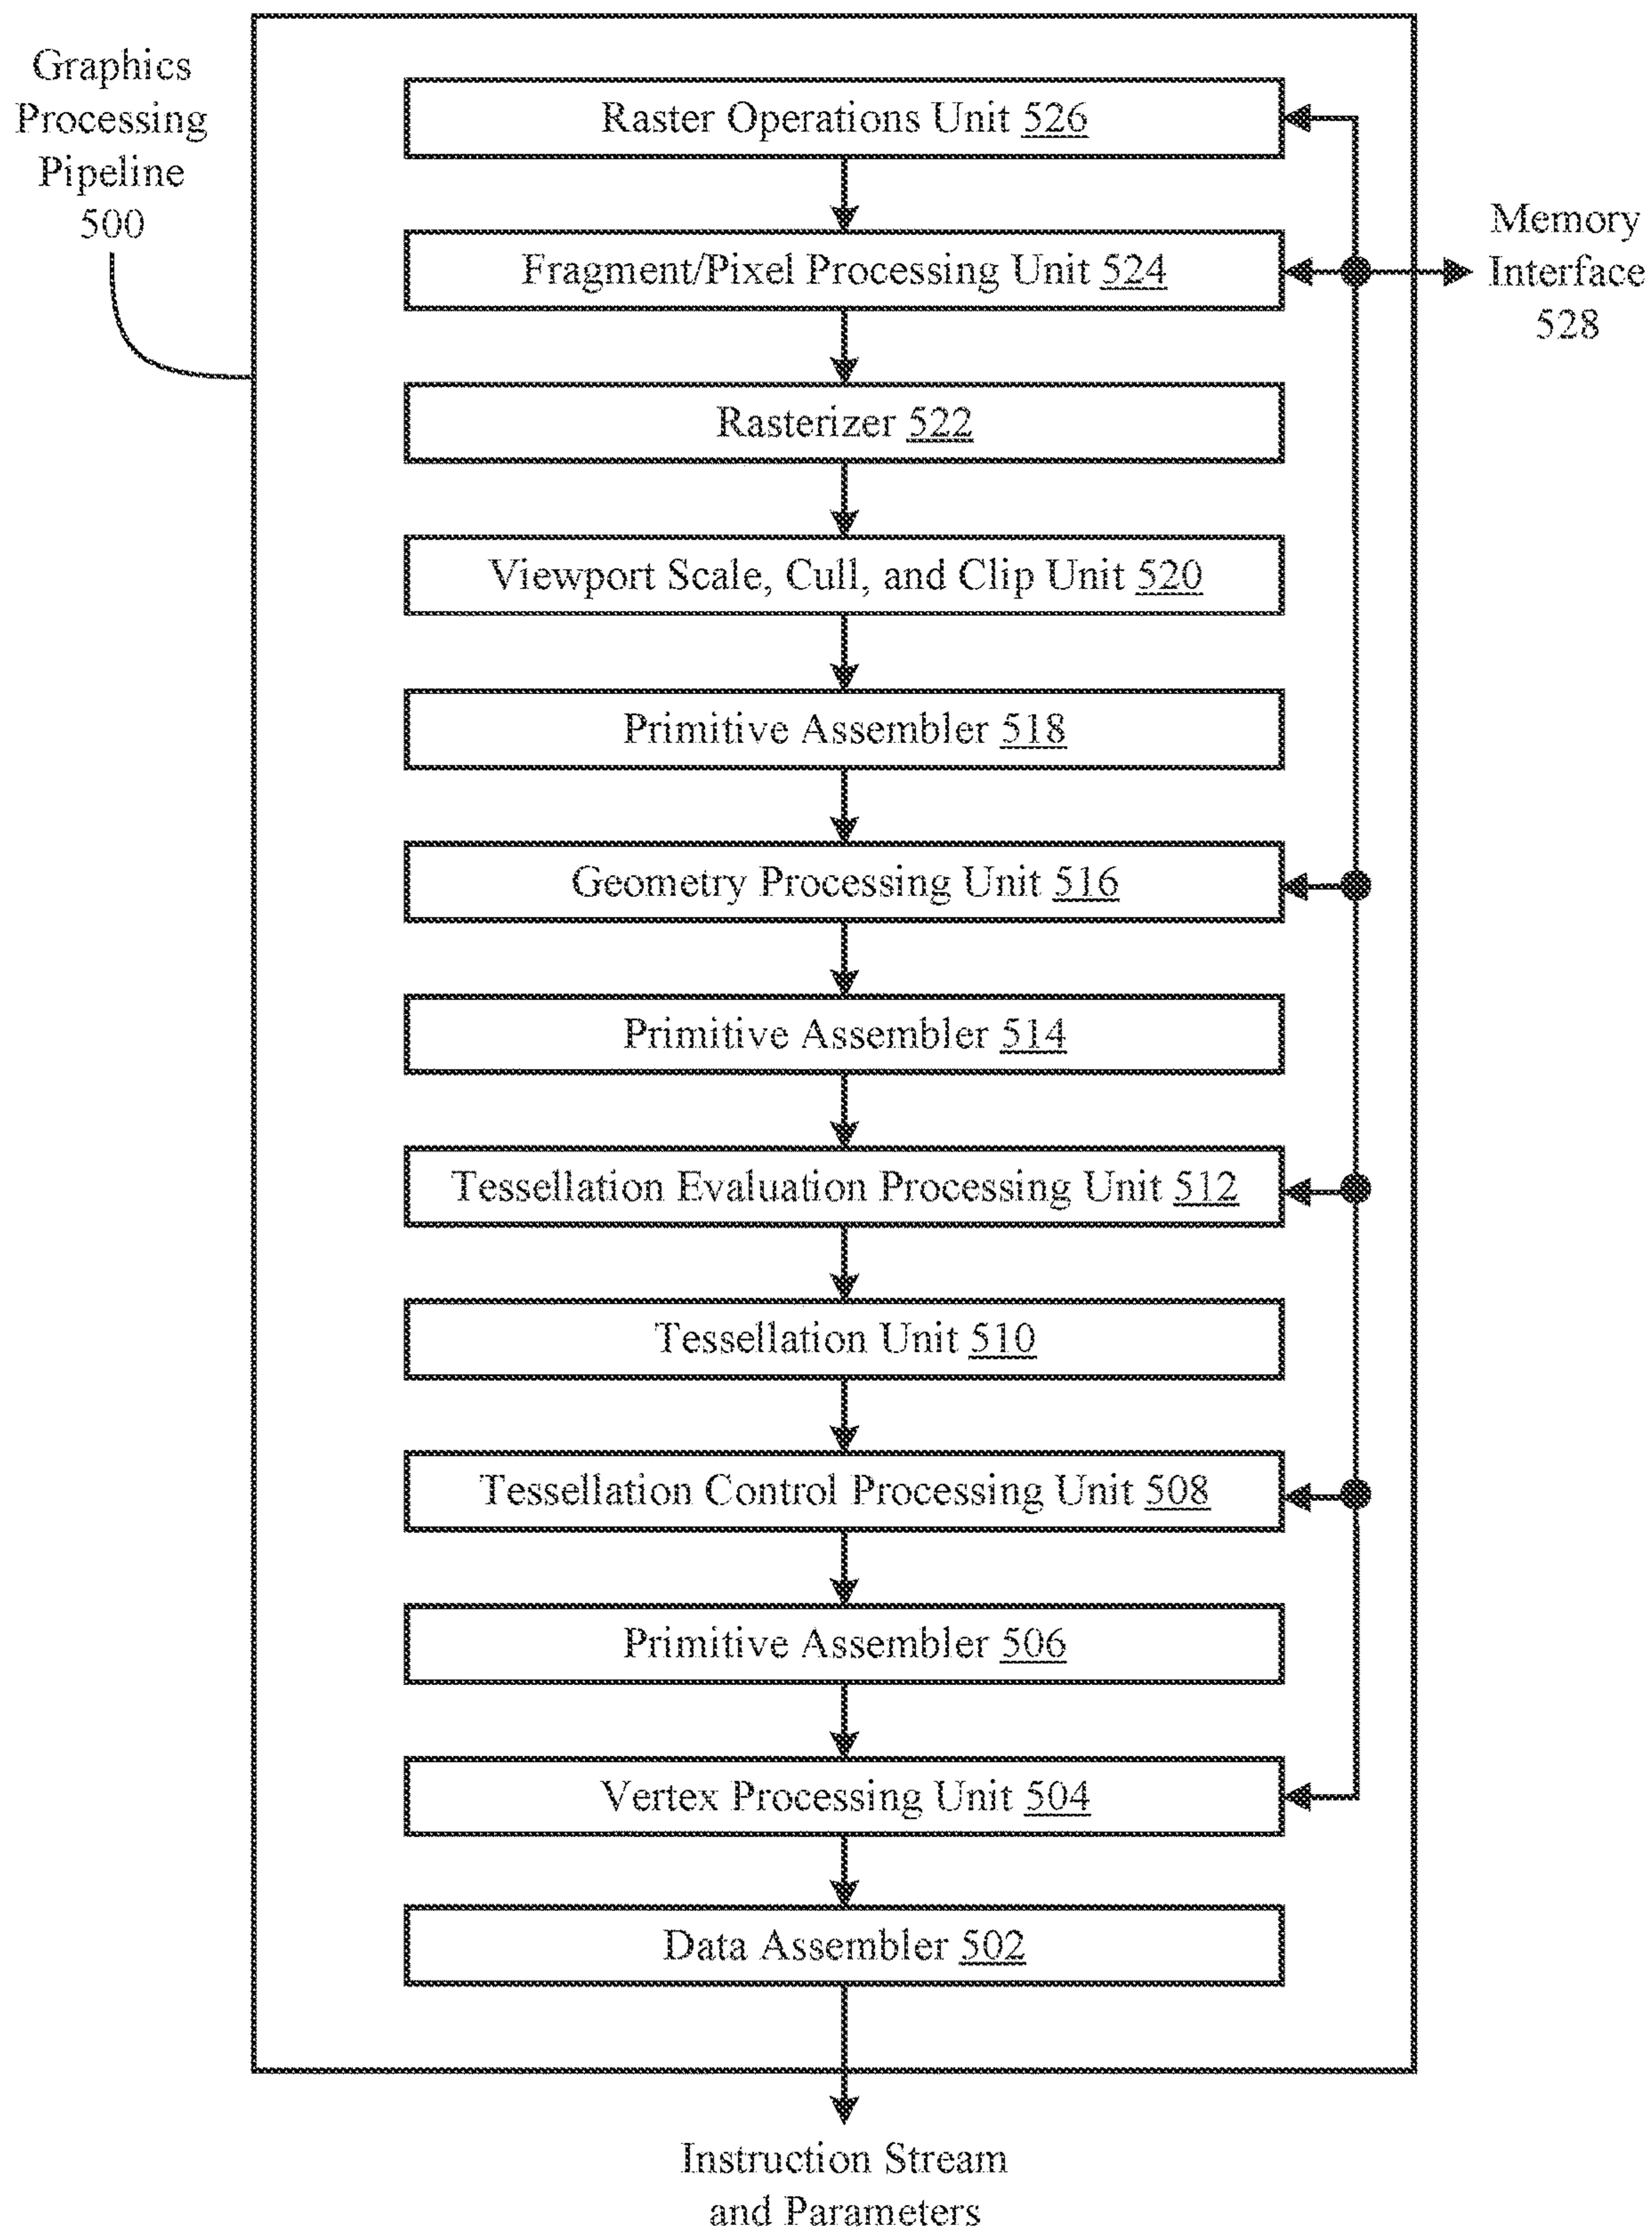 Graphics
Processing
Pipeline
500
Raster Operations Unit 526
Fragment/Pixel Processing Unit 524
Memory
Interface
528
Rasterizer 522
Viewport Scale, Cull, and Clip Unit 520
Primitive Assembler 518
Geometry Processing Unit 516
Primitive Assembler 514
Tessellation Evaluation Processing Unit 512
Tessellation Unit 510
Tessellation Control Processing Unit 508
Primitive Assembler 506
Vertex Processing Unit 504
Data Assembler 502
Instruction Stream
and Parameters